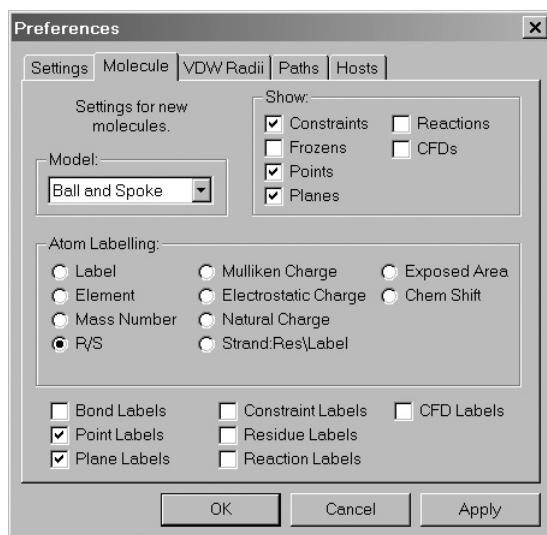 Preferences
Settings Molecule VDW Radii Paths Hosts
Settings for new
molecules.
Show:
Constraints Reactions
Frozens CFDs
Points
Planes
Model:
Ball and Spoke
Atom Labelling:
Label Mulliken Charge Exposed Area
Element Electrostatic Charge Chem Shift
Mass Number Natural Charge
R/S Strand:Res\Label
Bond Labels Constraint Labels CFD Labels
Point Labels Residue Labels
Plane Labels Reaction Labels
OK Cancel Apply